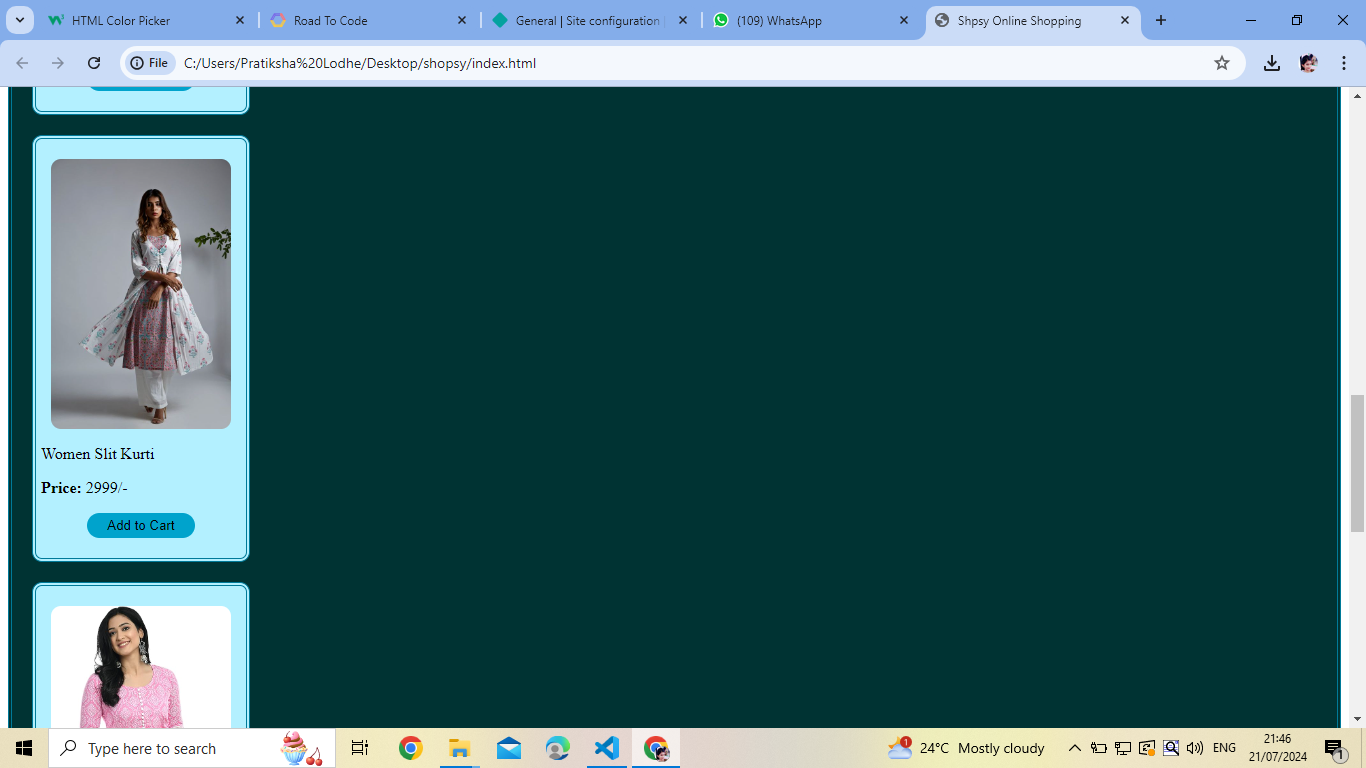 HTML Color Picker
Road To Code
General | Site configuration |
(109) WhatsApp
Shpsy Online Shopping
File
C:/Users/Pratiksha%20Lodhe/Desktop/shopsy/index.html
Women Slit Kurti
Price: 2999/-
Add to Cart
Type here to search
1
24°C Mostly cloudy
ENG
21:46
21/07/2024
1